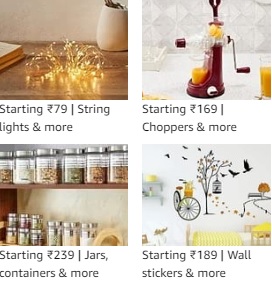 Starting ₹79 | String
lights & more
Starting ₹169 |
Choppers & more
Starting ₹239 | Jars,
containers & more
Starting ₹189 | Wall
stickers & more